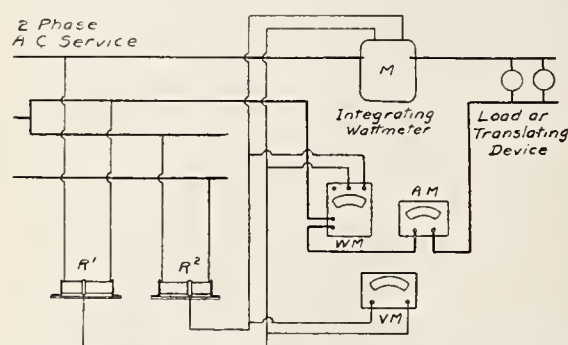 2 Phase
A C Service
M
Integrating
Wattmeter
Load or
Translating
Device
AM
WM
R'
R²
VM